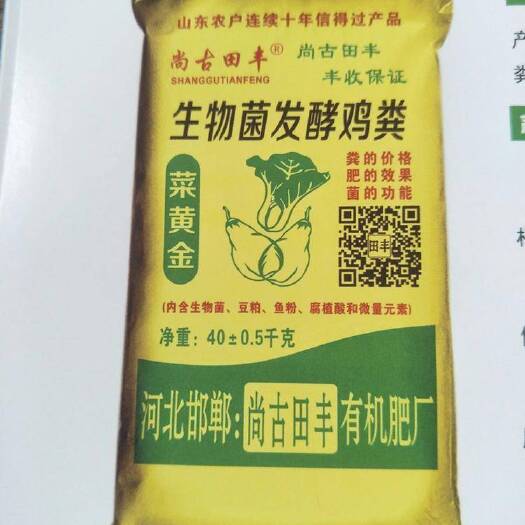 山东农户连续十年信得过产品
尚古田丰®
SHANGGUTIANFENG
尚古田丰
丰收保证
生物菌发酵鸡粪
菜黄金
粪的价格
肥的效果
菌的功能
田丰
(内含生物菌、豆粕、鱼粉、腐植酸和微量元素)
净重：40±0.5千克
河北邯郸：尚古田丰有机肥厂
产
粪